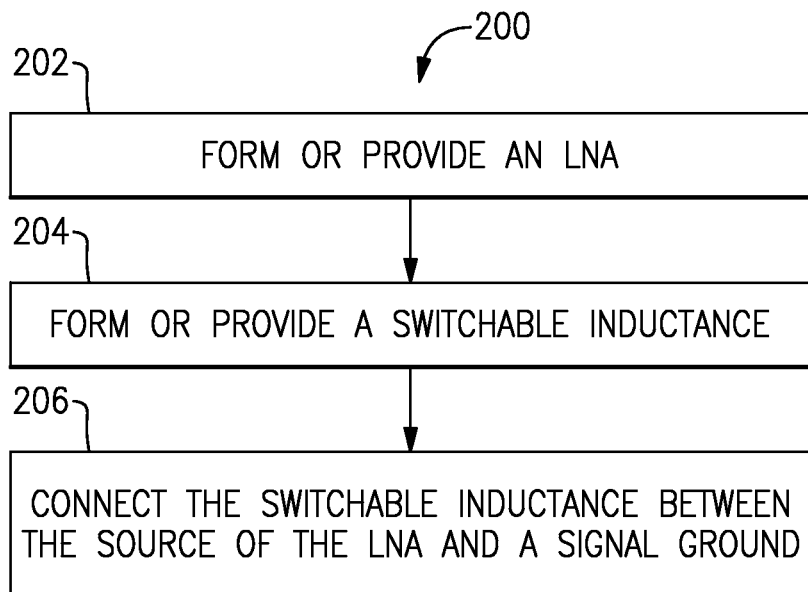 200
202
FORM OR PROVIDE AN LNA
204
FORM OR PROVIDE A SWITCHABLE INDUCTANCE
206
CONNECT THE SWITCHABLE INDUCTANCE BETWEEN
THE SOURCE OF THE LNA AND A SIGNAL GROUND